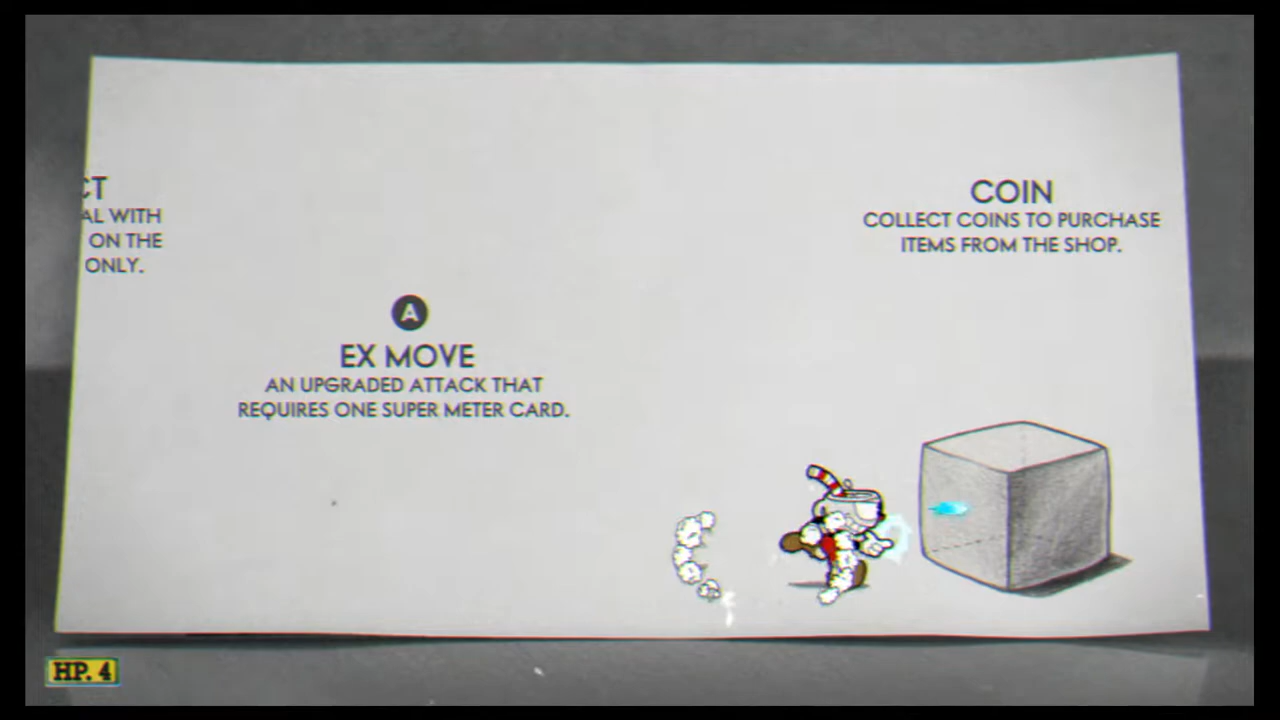 CT
AL WITH
ON THE
ONLY.
A
EX MOVE
AN UPGRADED ATTACK THAT
REQUIRES ONE SUPER METER CARD.
COIN
COLLECT COINS TO PURCHASE
ITEMS FROM THE SHOP.
HP. 4